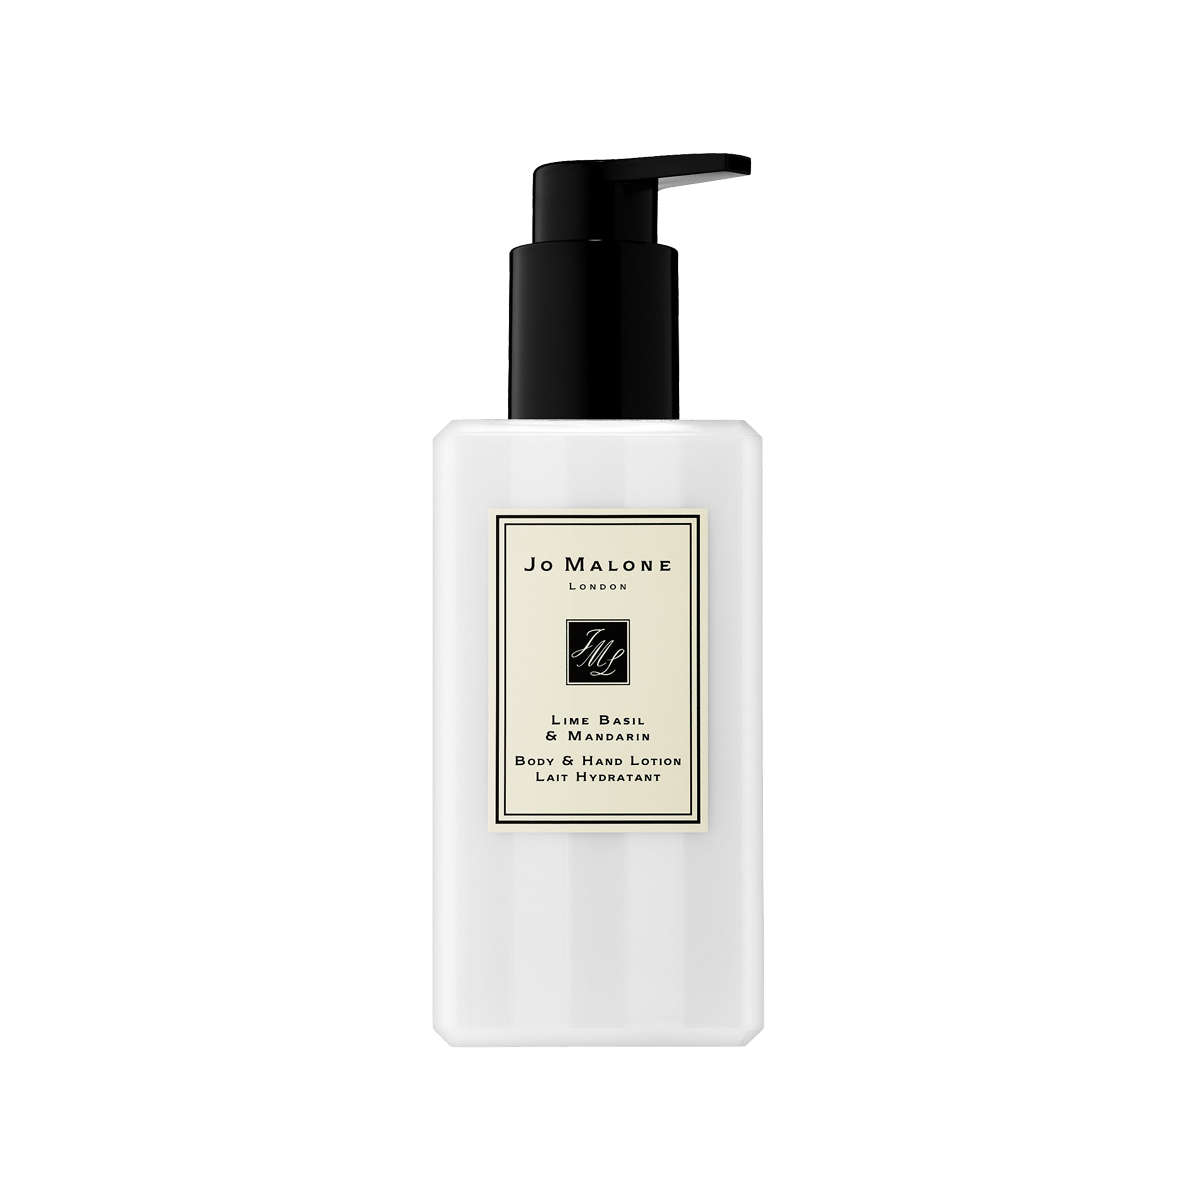 Jo Malone
London
JML
Lime Basil
& Mandarin
Body & Hand Lotion
Lait Hydratant